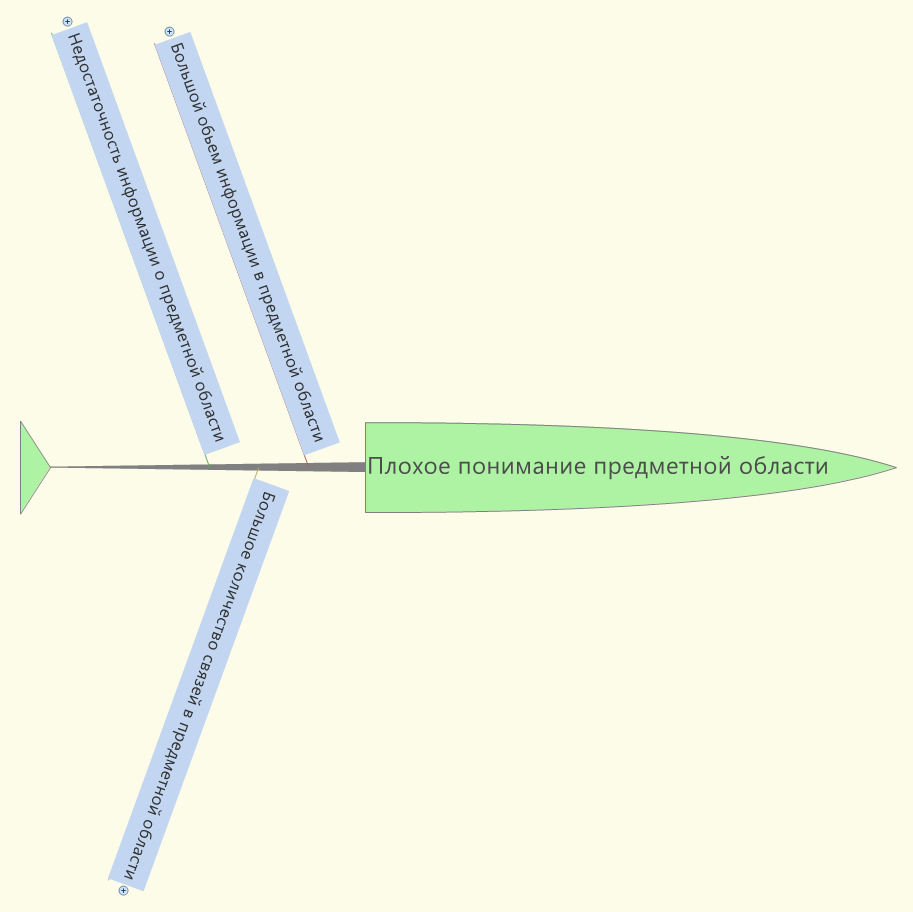 Недостаточность информации о предметной области
Большой обьем информации в предметной области
Плохое понимание предметной области
Большое количество связей в предметной области